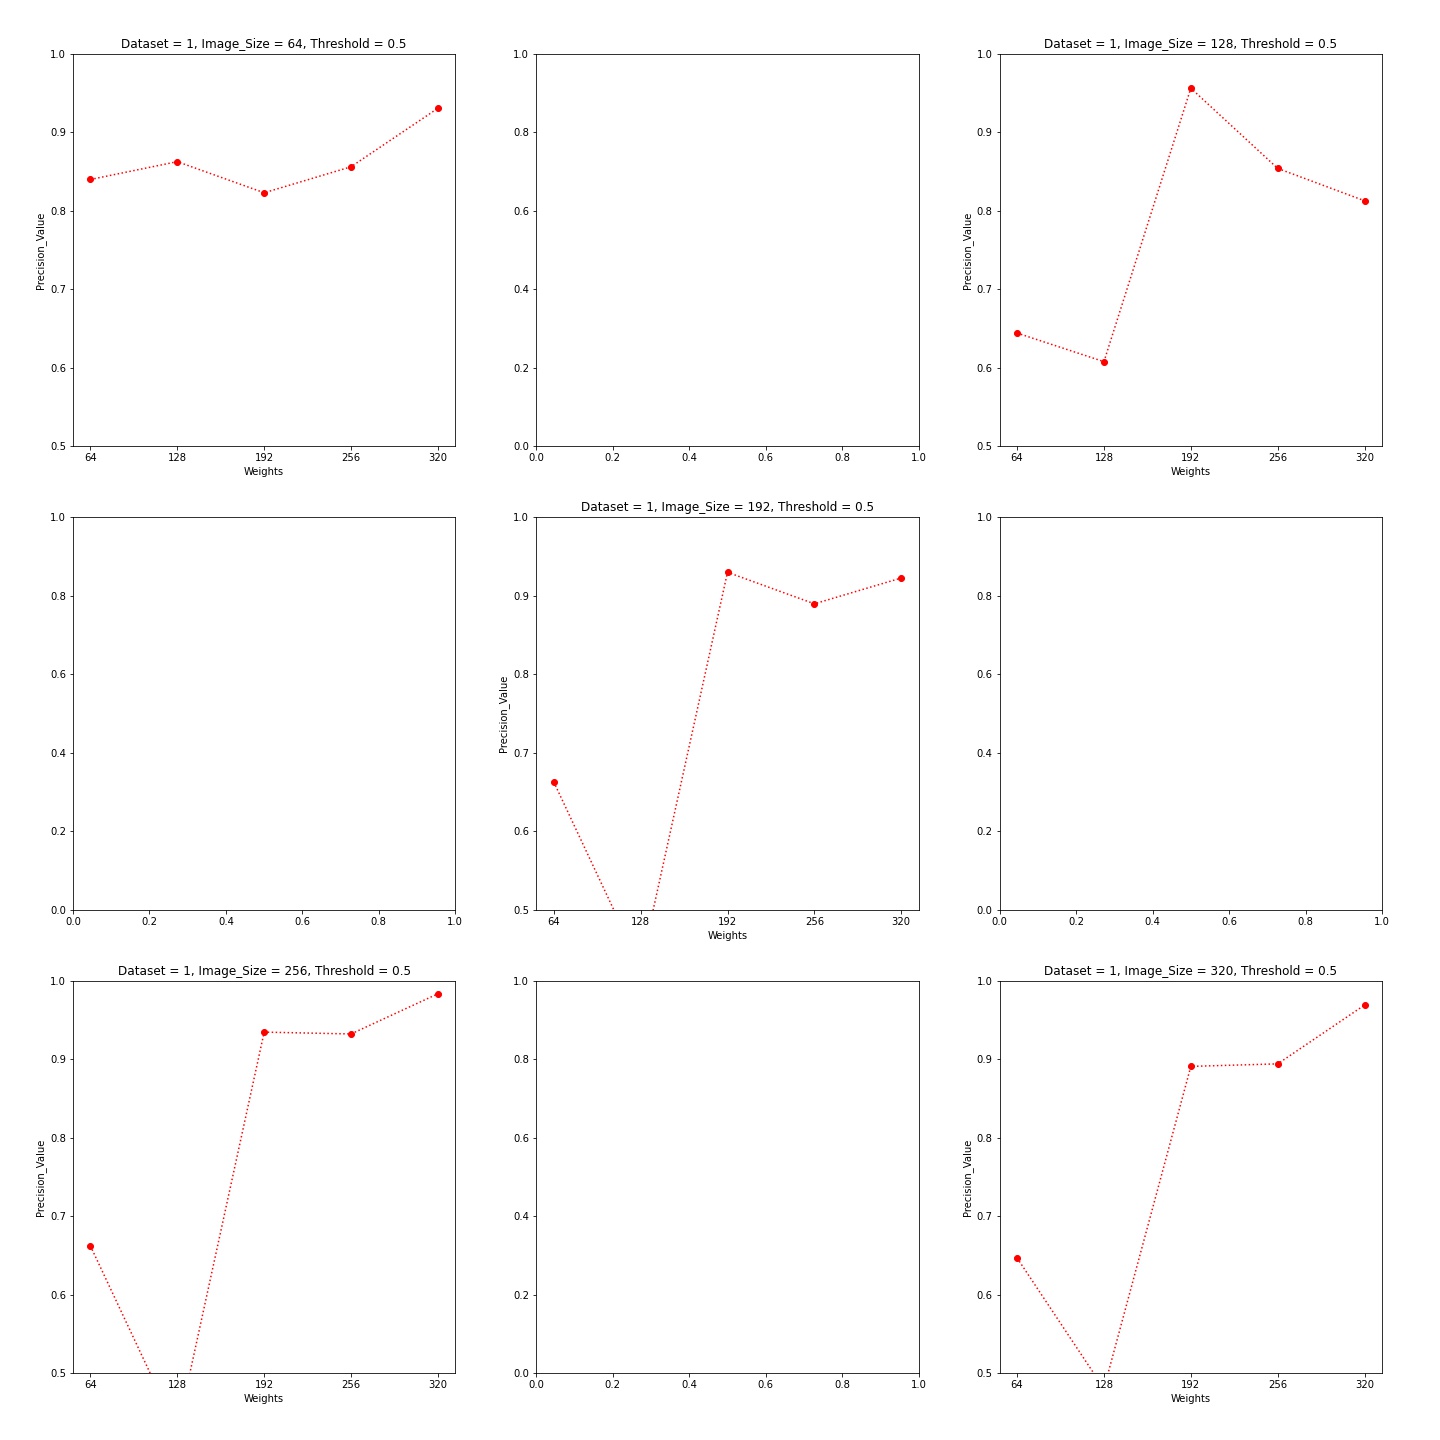 Dataset = 1, Image_Size = 64, Threshold = 0.5
Precision_Value
1.0
0.9
0.8
0.7
0.6
0.5
64 128 192 256 320
Weights
1.0
0.8
0.6
0.4
0.2
0.0
0.0 0.2 0.4 0.6 0.8 1.0
Dataset = 1, Image_Size = 128, Threshold = 0.5
Precision_Value
1.0
0.9
0.8
0.7
0.6
0.5
64 128 192 256 320
Weights
1.0
0.8
0.6
0.4
0.2
0.0
0.0 0.2 0.4 0.6 0.8 1.0
Dataset = 1, Image_Size = 192, Threshold = 0.5
Precision_Value
1.0
0.9
0.8
0.7
0.6
0.5
64 128 192 256 320
Weights
1.0
0.8
0.6
0.4
0.2
0.0
0.0 0.2 0.4 0.6 0.8 1.0
Dataset = 1, Image_Size = 256, Threshold = 0.5
Precision_Value
1.0
0.9
0.8
0.7
0.6
0.5
64 128 192 256 320
Weights
1.0
0.8
0.6
0.4
0.2
0.0
0.0 0.2 0.4 0.6 0.8 1.0
Dataset = 1, Image_Size = 320, Threshold = 0.5
Precision_Value
1.0
0.9
0.8
0.7
0.6
0.5
64 128 192 256 320
Weights